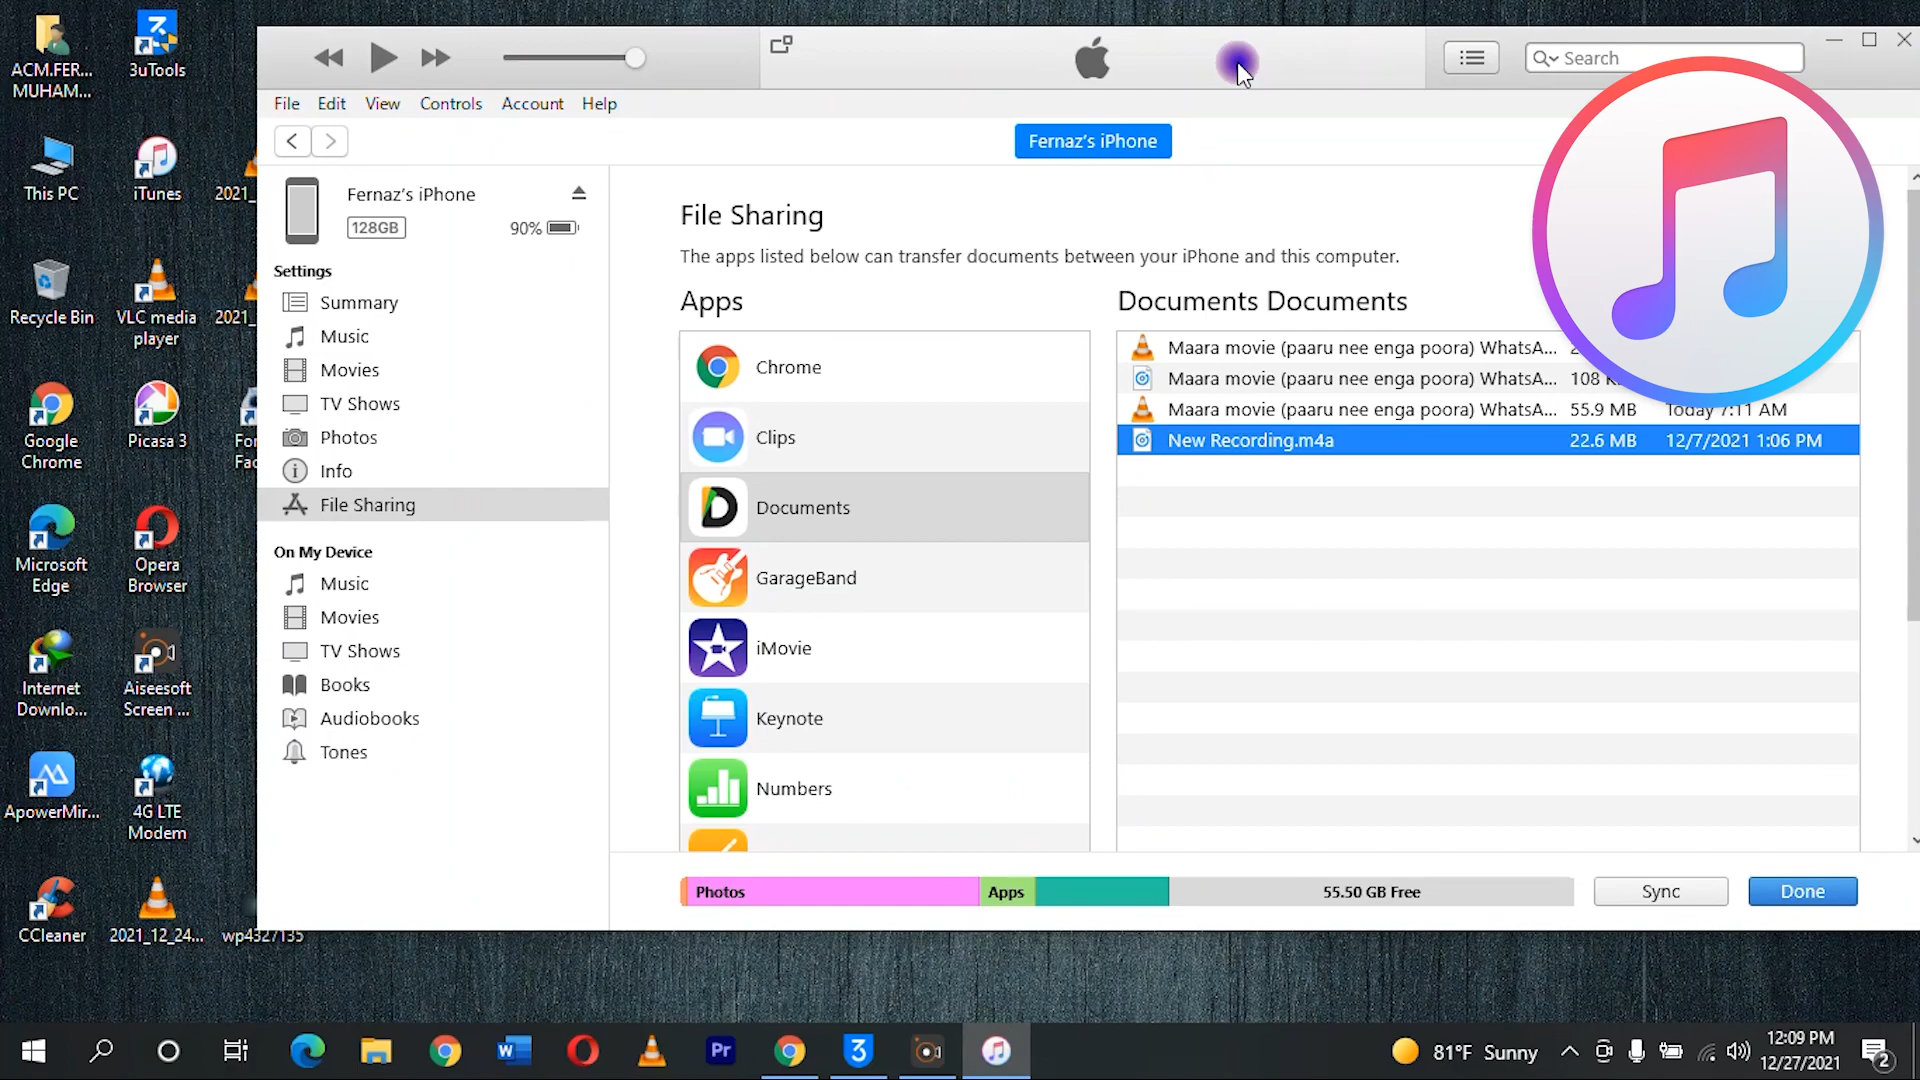 ACM.FER...
MUHAM...
3uTools
This PC
iTunes
2021_
Recycle Bin
VLC media
player
2021_
Google
Chrome
Picasa 3
For
Fac
Microsoft
Edge
Opera
Browser
Internet
Downlo...
Aiseesoft
Screen ...
ApowerMir...
4G LTE
Modem
CCleaner
2021_12_24...
wp4327135
Search
File Edit View Controls Account Help
Fernaz's iPhone
Fernaz's iPhone
128GB
90%
Settings
Summary
Music
Movies
TV Shows
Photos
Info
File Sharing
On My Device
Music
Movies
TV Shows
Books
Audiobooks
Tones
File Sharing
The apps listed below can transfer documents between your iPhone and this computer.
Apps
Chrome
Clips
Documents
GarageBand
iMovie
Keynote
Numbers
Documents Documents
Maara movie (paaru nee enga poora) WhatsA...
Maara movie (paaru nee enga poora) WhatsA... 108
Maara movie (paaru nee enga poora) WhatsA... 55.9 MB Today 7:11 AM
New Recording.m4a 22.6 MB 12/7/2021 1:06 PM
Photos Apps 55.50 GB Free
Sync
Done
W
Pr
3
81°F Sunny
12:09 PM
12/27/2021
2